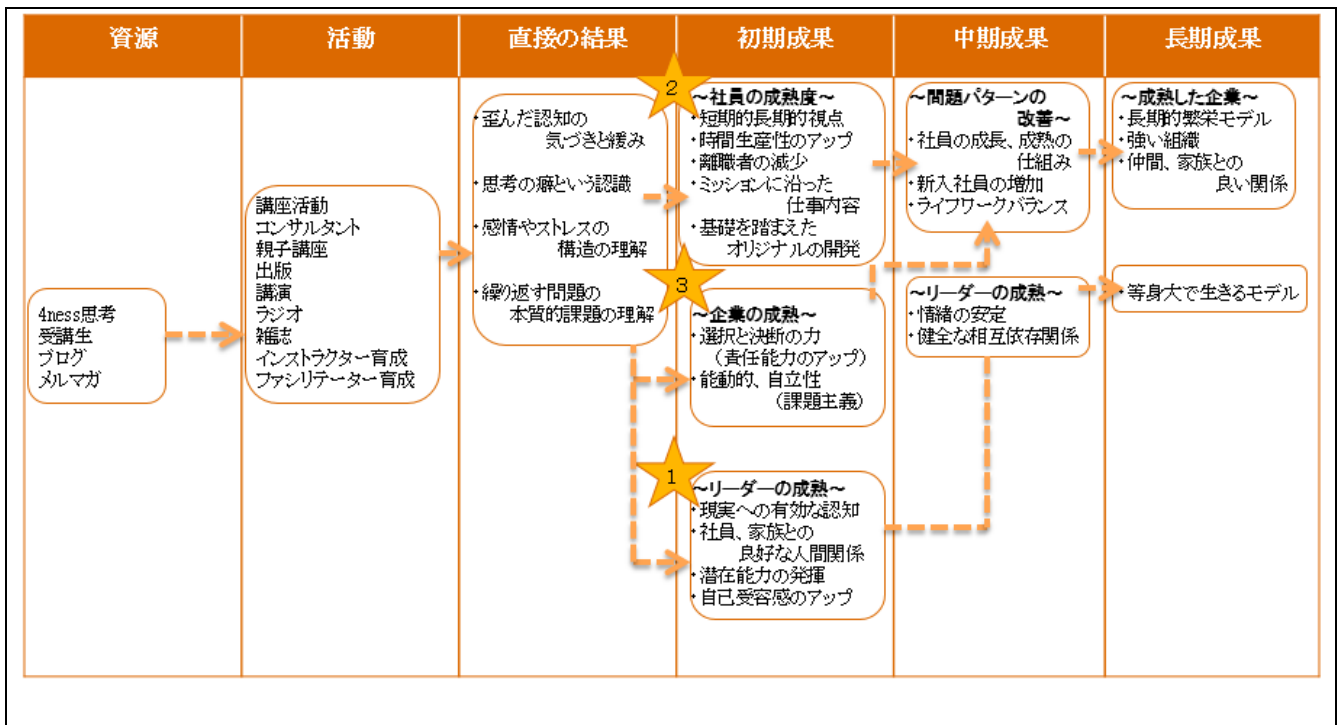 資源
活動
直接の結果
初期成果
中期成果
長期成果
4ness思考
受講生
ブログ
メルマガ
講座活動
コンサルタント
親子講座
出版
講演
ラジオ
雑誌
インストラクター育成
ファシリテーター育成
・歪んだ認知の
気づきと緩み
・思考の癖という認識
・感情やストレスの
構造の理解
・繰り返す問題の
本質的課題の理解
2
～社員の成熟度～
・短期的長期的視点
・時間生産性のアップ
・離職者の減少
・ミッションに沿った
仕事内容
・基礎を踏まえた
オリジナルの開発
3
～企業の成熟～
・選択と決断の力
（責任能力のアップ）
・能動的、自立性
（課題主義）
1
～リーダーの成熟～
・現実への有効な認知
・社員、家族との
良好な人間関係
・潜在能力の発揮
・自己受容感のアップ
～問題パターンの
改善～
・社員の成長、成熟の
仕組み
・新入社員の増加
・ライフワークバランス
～リーダーの成熟～
・情緒の安定
・健全な相互依存関係
～成熟した企業～
・長期的繁栄モデル
・強い組織
・仲間、家族との
良い関係
・等身大で生きるモデル